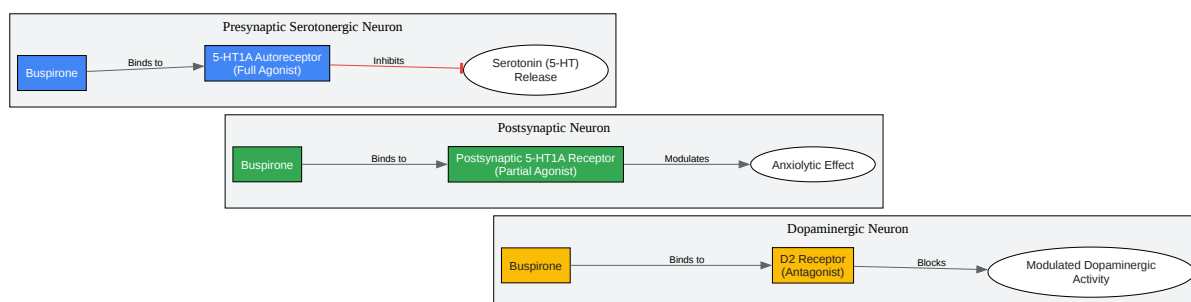 Presynaptic Serotonergic Neuron
Buspirone
Binds to
5-HT1A Autoreceptor
(Full Agonist)
Inhibits
Serotonin (5-HT)
Release
Postsynaptic Neuron
Buspirone
Binds to
Postsynaptic 5-HT1A Receptor
(Partial Agonist)
Modulates
Anxiolytic Effect
Dopaminergic Neuron
Buspirone
Binds to
D2 Receptor
(Antagonist)
Blocks
Modulated Dopaminergic
Activity